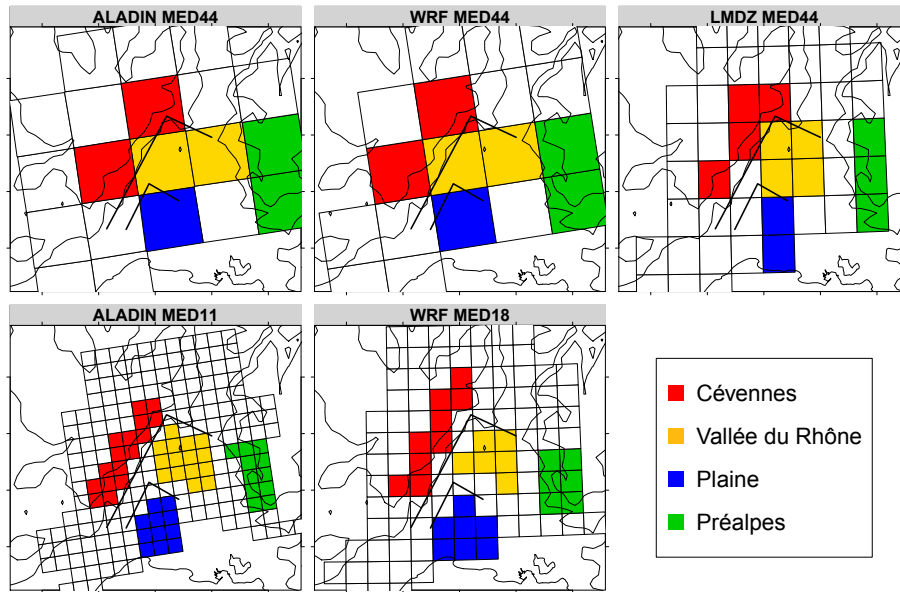 ALADIN MED44
WRF MED44
LMDZ MED44
ALADIN MED11
WRF MED18
Cévennes
Vallée du Rhône
Plaine
Préalpes